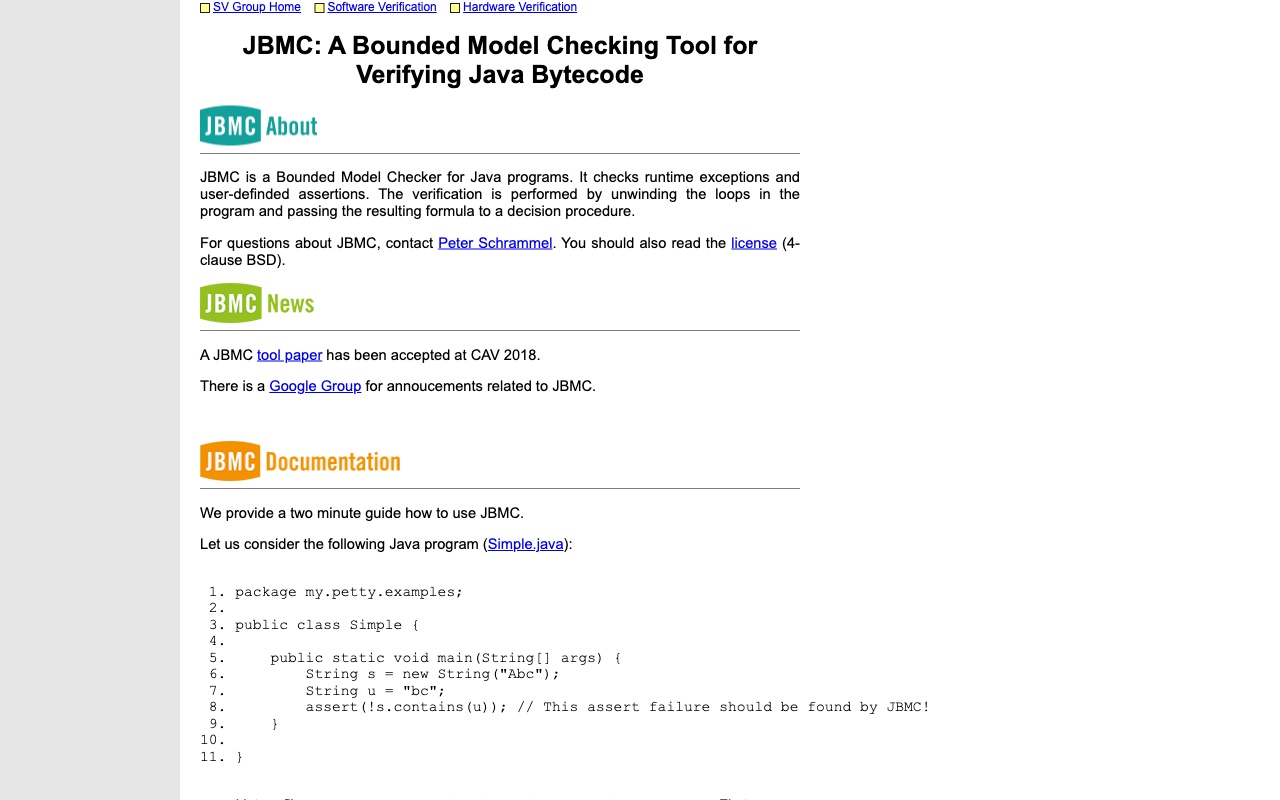 SV Group Home Software Verification Hardware Verification
JBMC: A Bounded Model Checking Tool for
Verifying Java Bytecode
JBMC About
JBMC is a Bounded Model Checker for Java programs. It checks runtime exceptions and
user-definded assertions. The verification is performed by unwinding the loops in the
program and passing the resulting formula to a decision procedure.
For questions about JBMC, contact Peter Schrammel. You should also read the license (4-
clause BSD).
JBMC News
A JBMC tool paper has been accepted at CAV 2018.
There is a Google Group for annoucements related to JBMC.
JBMC Documentation
We provide a two minute guide how to use JBMC.
Let us consider the following Java program (Simple.java):
1. package my.petty.examples;
2.
3. public class Simple {
4.
5.     public static void main(String[] args) {
6.         String s = new String("Abc");
7.         String u = "bc";
8.         assert(!s.contains(u)); // This assert failure should be found by JBMC!
9.     }
10.
11. }